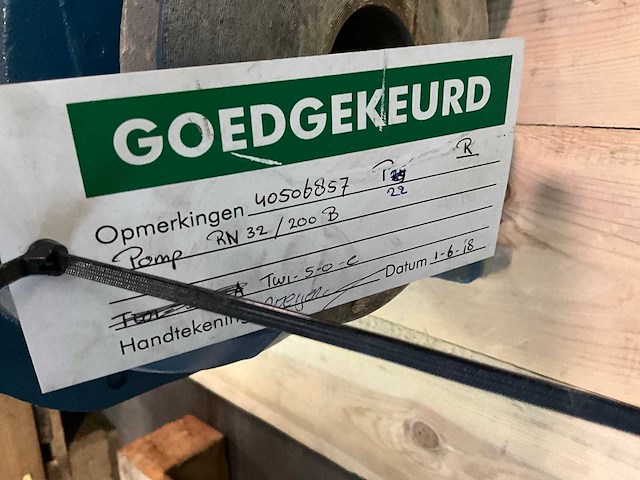 GOEDGEKEURD
Opmerkingen 40506857 R
22
Pomp RN 32/200 B
TWI-5-0-C
Handtekening Datum 1-6-18